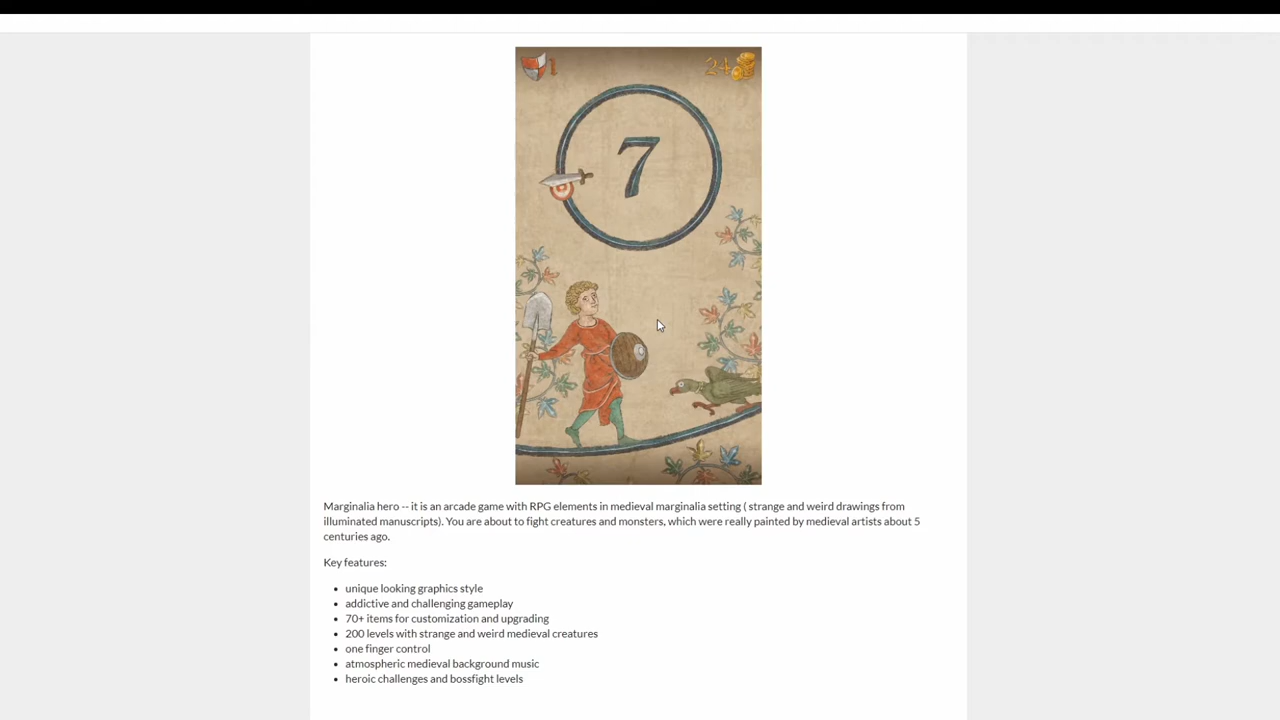 1
24
7
Marginalia hero -- it is an arcade game with RPG elements in medieval marginalia setting ( strange and weird drawings from
illuminated manuscripts). You are about to fight creatures and monsters, which were really painted by medieval artists about 5
centuries ago.
Key features:
unique looking graphics style
addictive and challenging gameplay
70+ items for customization and upgrading
200 levels with strange and weird medieval creatures
one finger control
atmospheric medieval background music
heroic challenges and bossfight levels